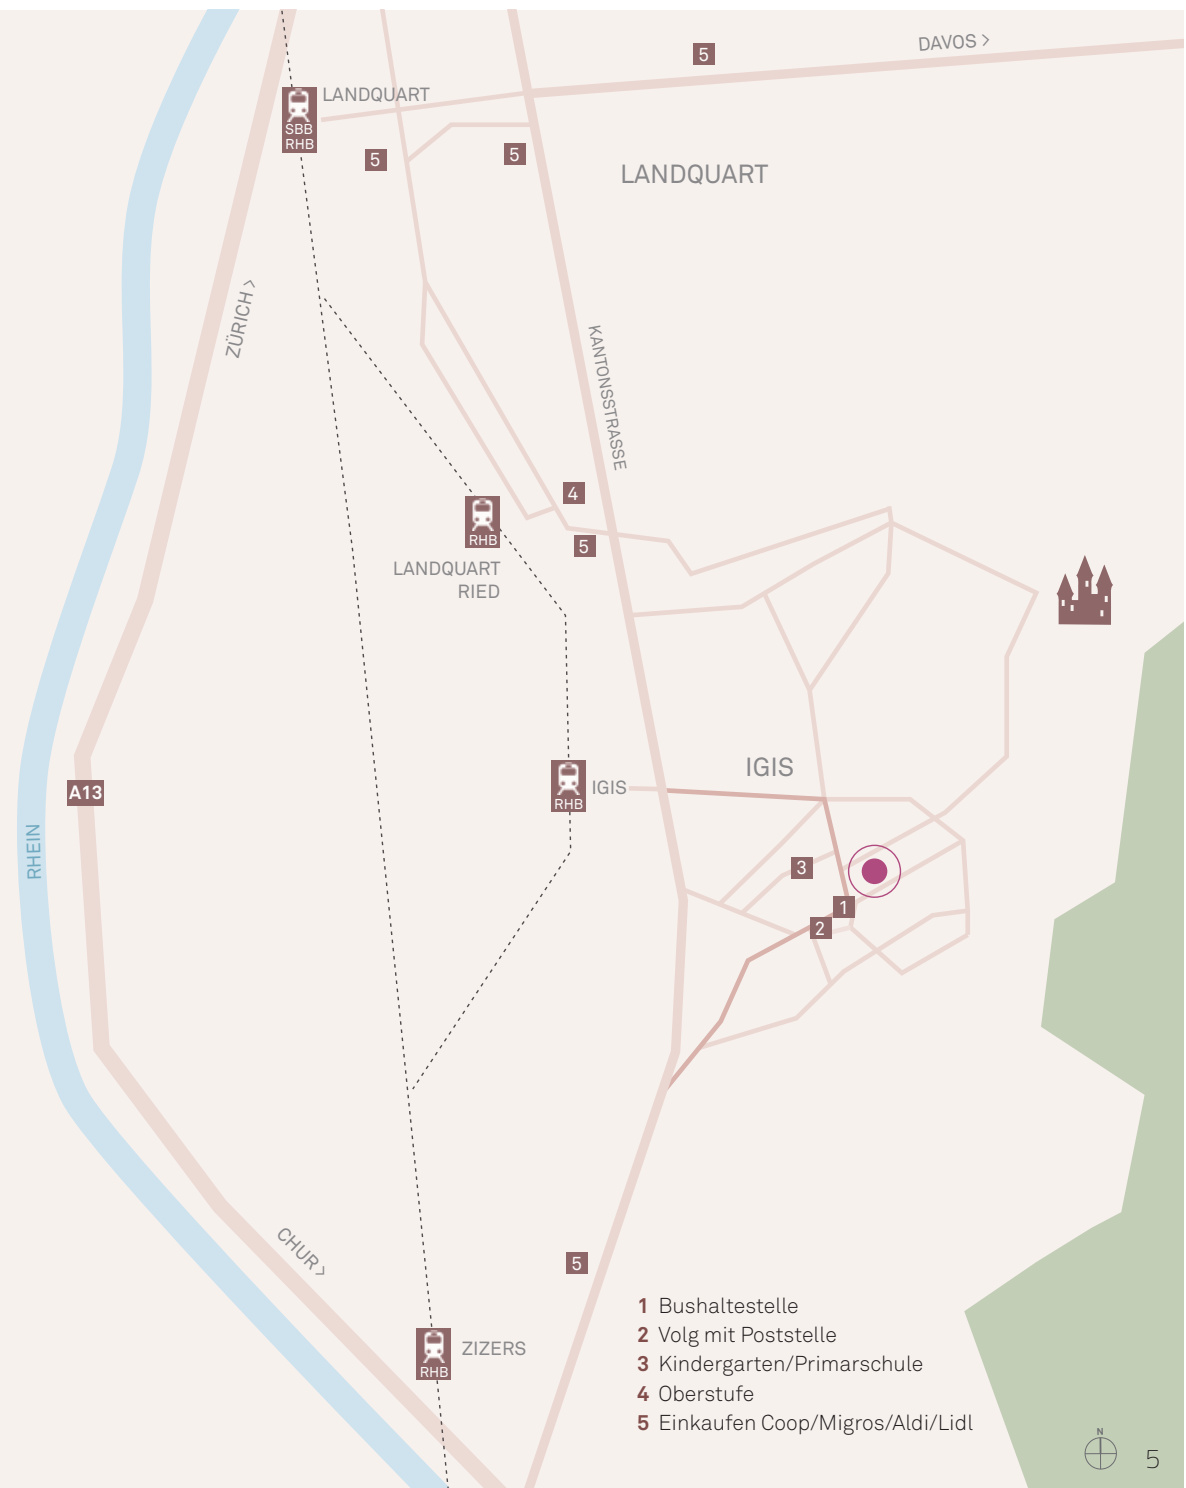 5
DAVOS >
LANDQUART
SBB
RHB
5
5
LANDQUART
ZÜRICH >
KANTONSSTRASSE
4
RHB
5
LANDQUART
RIED
IGIS
RHB
IGIS
A13
RHEIN
3
1
2
CHUR >
5
RHB
ZIZERS
1 Bushaltestelle
2 Volg mit Poststelle
3 Kindergarten/Primarschule
4 Oberstufe
5 Einkaufen Coop/Migros/Aldi/Lidl
N
5